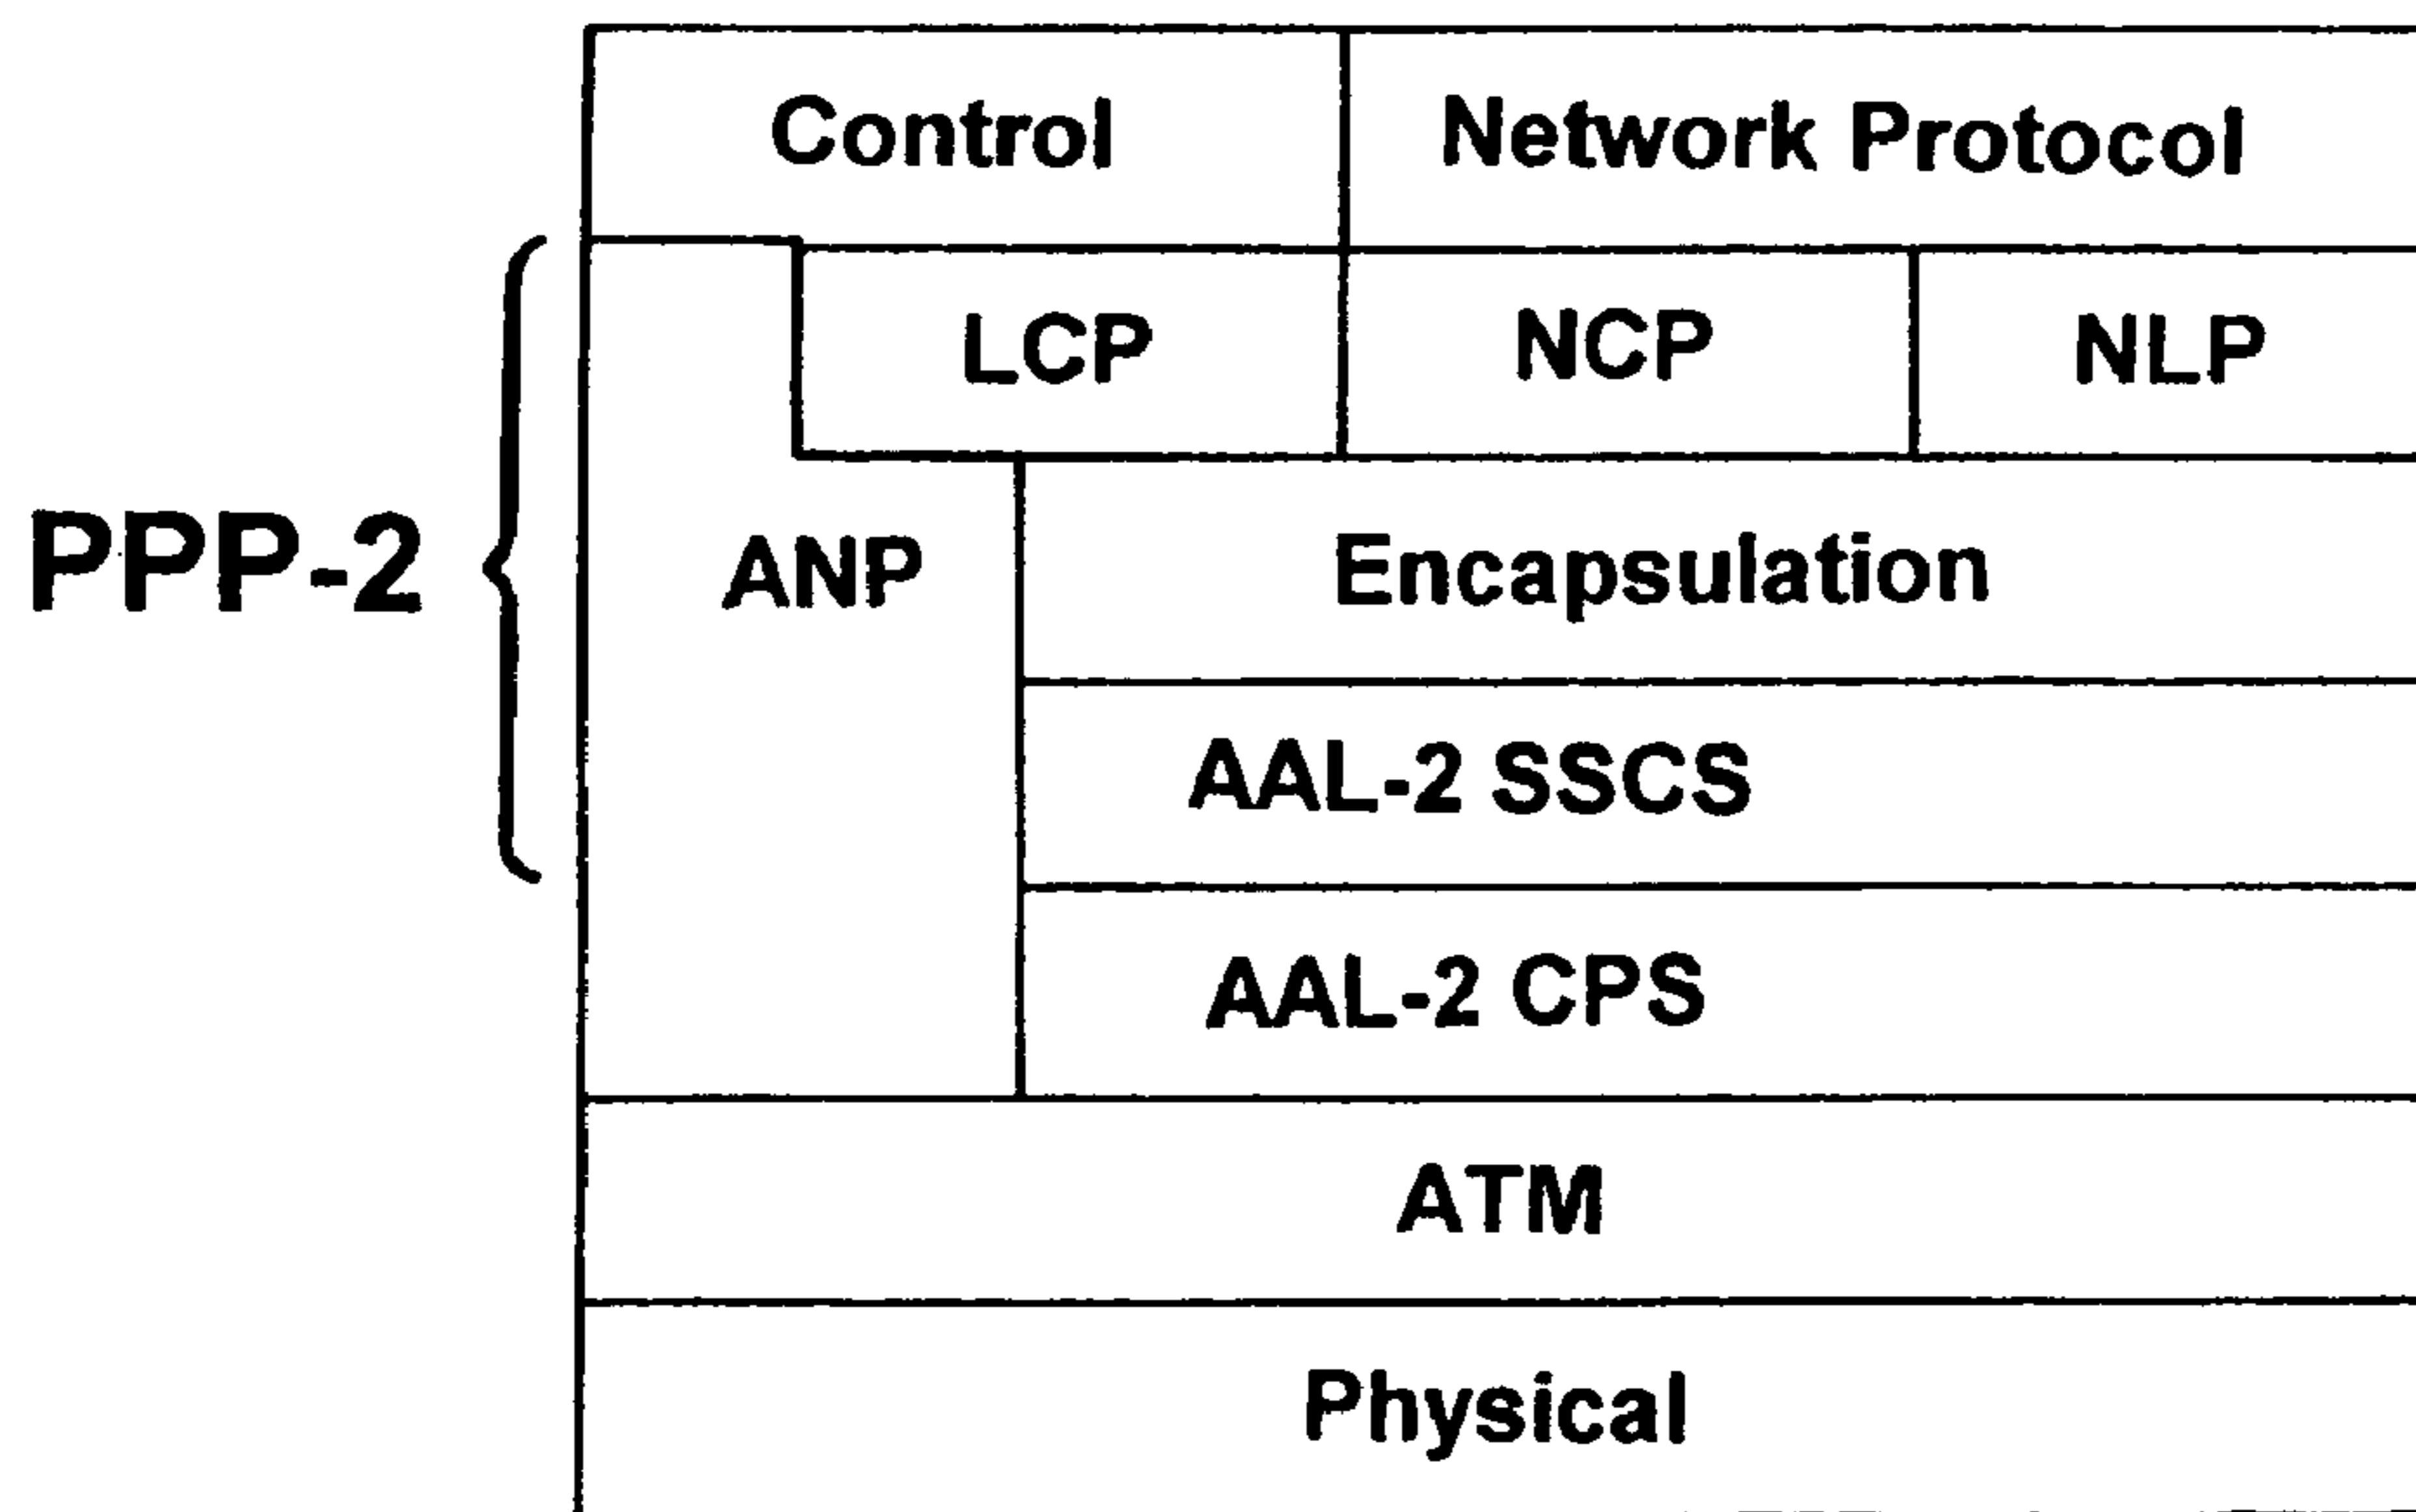 Control Network Protocol
LCP NCP NLP
PPP-2 ANP Encapsulation
AAL-2 SSCS
AAL-2 CPS
ATM
Physical